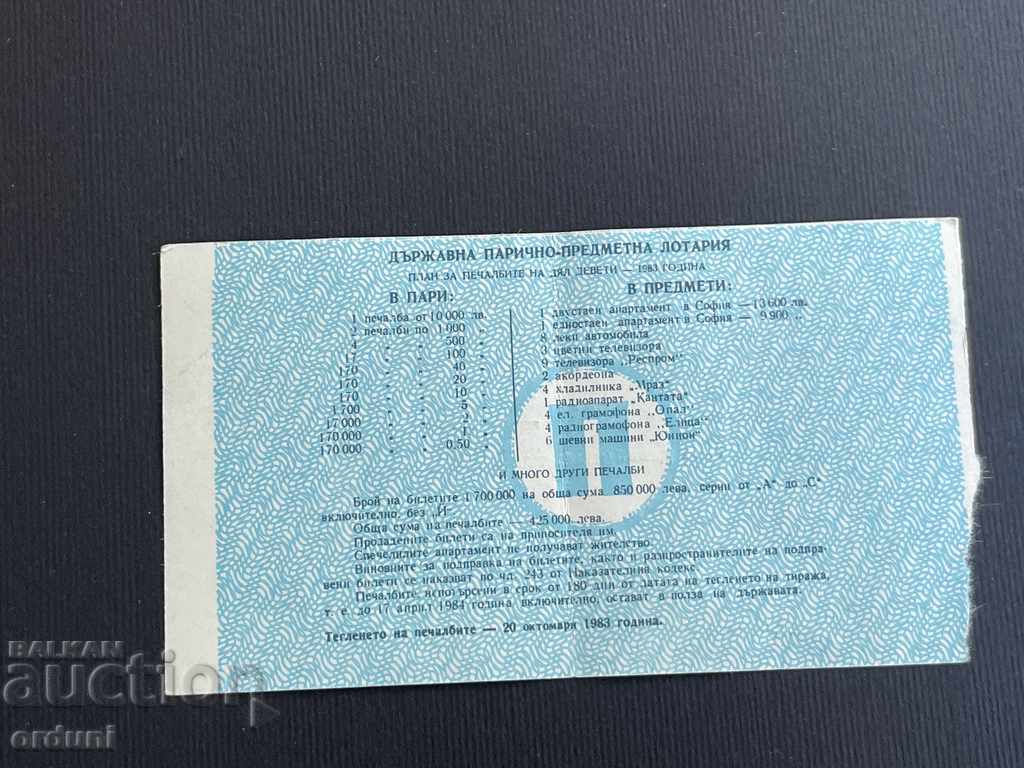 ДЪРЖАВНА ПАРИЧНО-ПРЕДМЕТНА ЛОТАРИЯ
ПЛАН ЗА ПЕЧАЛБИТЕ НА ДЯЛ ДЕВЕТИ — 1983 ГОДИНА
В ПАРИ:
1 печалба от 10 000 лв.
2 печалби по 1 000 „
4 „ „ 500 „
17 „ „ 100 „
170 „ „ 40 „
170 „ „ 20 „
170 „ „ 10 „
1 700 „ „ 5 „
17 000 „ „ 2 „
170 000 „ „ 1 „
170 000 „ „ 0,50 „
В ПРЕДМЕТИ:
1 двустаен апартамент в София — 13 600 лв.
1 едностаен апартамент в София — 9 900 „
8 леки автомобила
3 цветни телевизора
9 телевизора „Респром“
2 акордеона
4 хладилника „Мраз“
1 радиоапарат „Кантата“
4 ел. грамофона „Опал“
4 радиограмофона „Елица“
6 шевни машини „Юнион“
И МНОГО ДРУГИ ПЕЧАЛБИ
Брой на билетите 1 700 000 на обща сума 850 000 лева, серии от „А“ до „С“
включително, без „Й“
Обща сума на печалбите — 425 000 лева.
Продадените билети са на приносителя им.
Спечелилите апартамент не получават жителство.
Виновните за подправка на билетите, както и разпространителите на подпра-
вени билети се наказват по чл. 243 от Наказателния кодекс.
Печалбите, непотърсени в срок от 180 дни от датата на тегленето на тиража,
т. е. до 17 април 1984 година включително, остават в полза на държавата.
Тегленето на печалбите — 20 октомври 1983 година.
BALKAN
auction
orduni